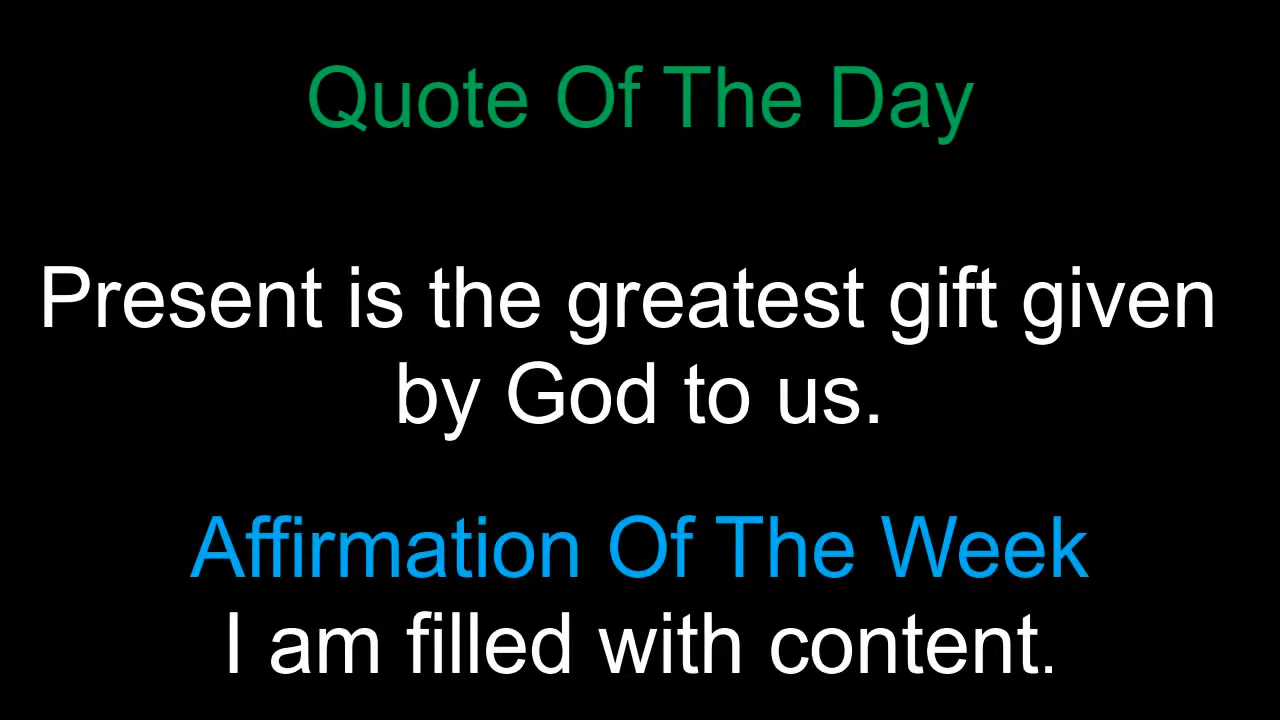 Quote Of The Day
Present is the greatest gift given
by God to us.
Affirmation Of The Week
I am filled with content.